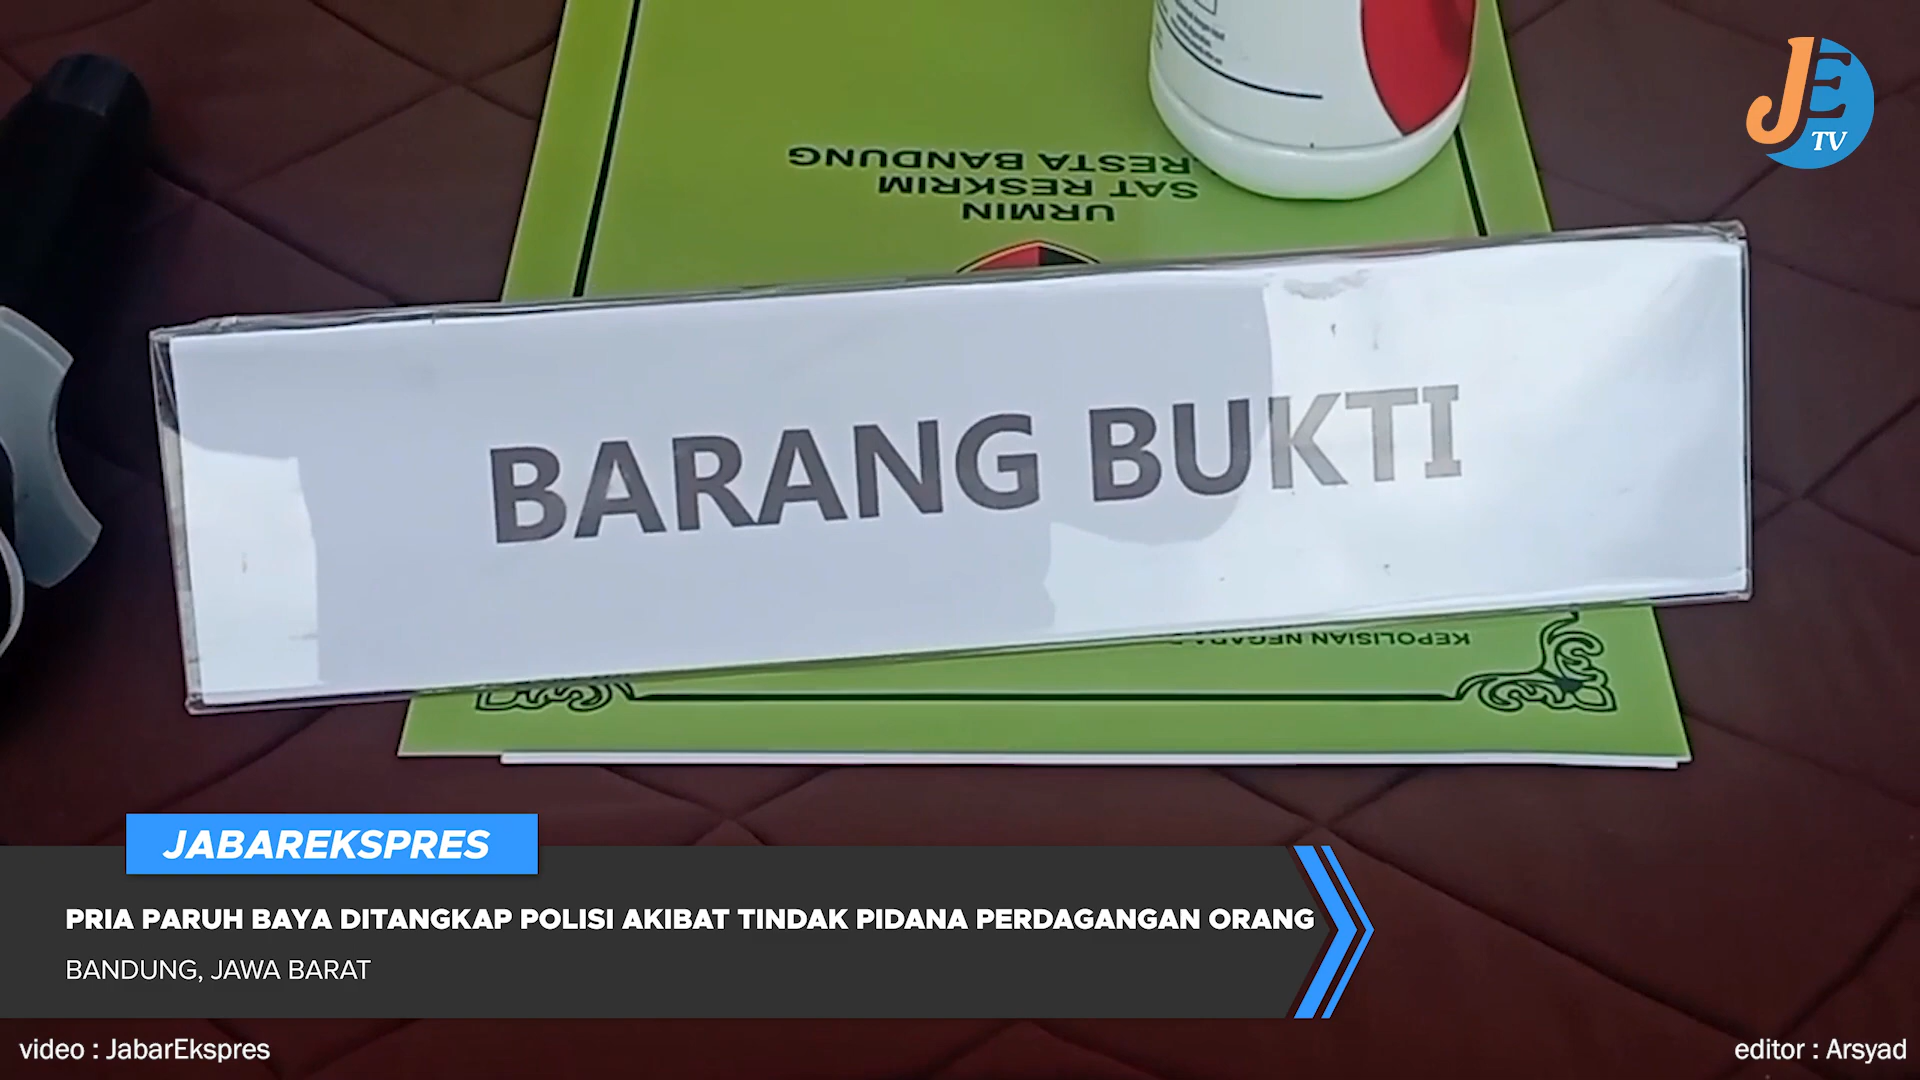 JE
TV
RESTA BANDUNG
SAT RESKRIM
URMIN
BARANG BUKTI
KEPOLISIAN NEGARA
JABAREKSPRES
PRIA PARUH BAYA DITANGKAP POLISI AKIBAT TINDAK PIDANA PERDAGANGAN ORANG
BANDUNG, JAWA BARAT
video : JabarEkspres
editor : Arsyad